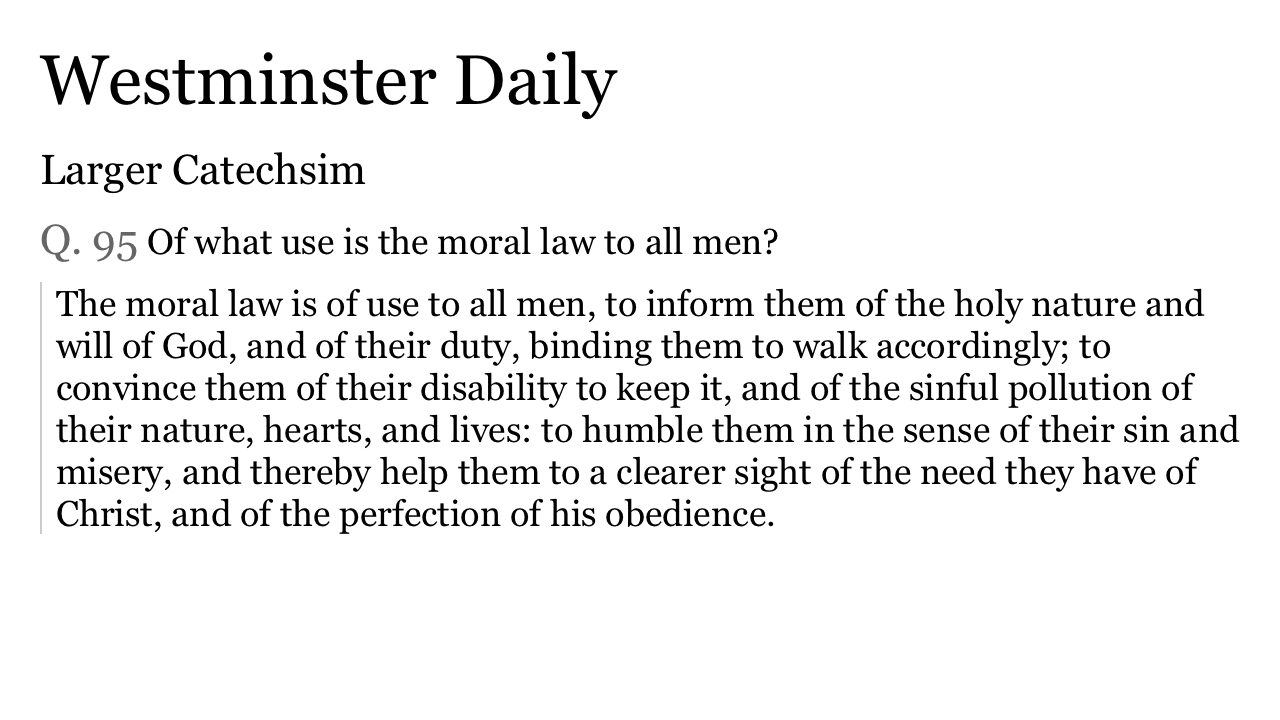 Westminster Daily
Larger Catechsim
Q. 95 Of what use is the moral law to all men?
The moral law is of use to all men, to inform them of the holy nature and
will of God, and of their duty, binding them to walk accordingly; to
convince them of their disability to keep it, and of the sinful pollution of
their nature, hearts, and lives: to humble them in the sense of their sin and
misery, and thereby help them to a clearer sight of the need they have of
Christ, and of the perfection of his obedience.